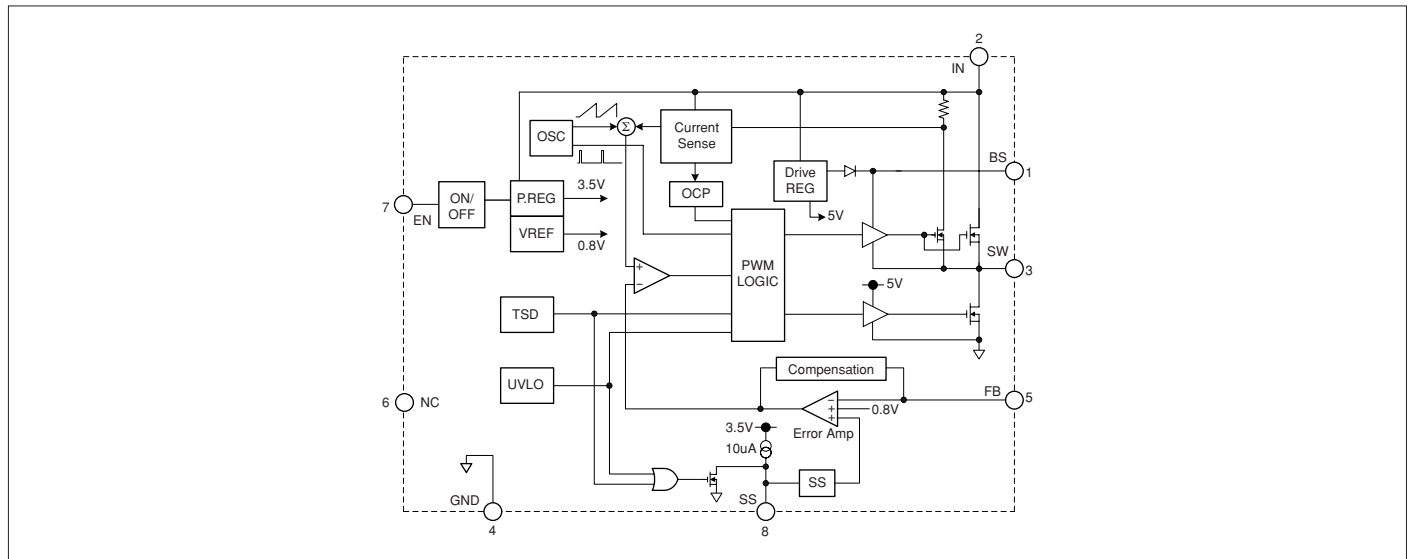 2
IN
OSC
Σ
Current
Sense
BS
1
Drive
REG
OCP
5V
ON/
OFF
P.REG
3.5V
7
EN
VREF
0.8V
SW
3
PWM
LOGIC
+
−
5V
TSD
Compensation
UVLO
FB
5
6
NC
−
+
0.8V
+
Error Amp
3.5V
10uA
SS
GND
4
SS
8